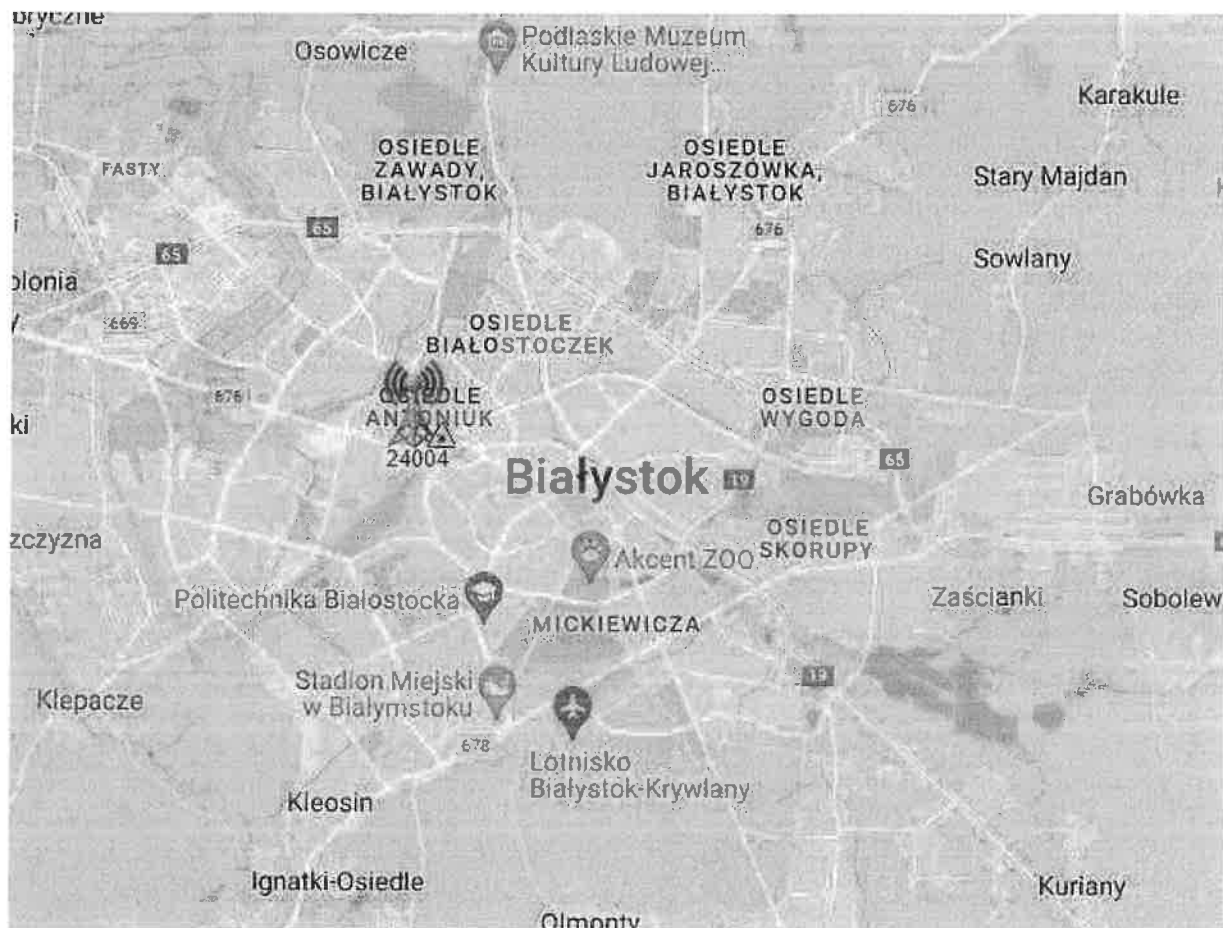 bryczne
Osowicze
Podlaskie Muzeum
Kultury Ludowej...
676
Karakule
FASTY
OSIEDLE
ZAWADY,
BIAŁYSTOK
OSIEDLE
JAROSZÓWKA,
BIAŁYSTOK
Stary Majdan
65
676
i
65
Sowlany
olonia
y
669
OSIEDLE
BIAŁOSTOCZEK
676
OSIEDLE
ANTONIUK
OSIEDLE
WYGODA
ki
24004
Białystok
19
65
Grabówka
zczyzna
OSIEDLE
SKORUPY
Akcent ZOO
Politechnika Białostocka
Zaścianki
Sobolew
MICKIEWICZA
Stadion Miejski
w Białymstoku
19
Klepacze
678
Lotnisko
Białystok-Krywlany
Kleosin
Ignatki-Osiedle
Kuriany
Olmonty